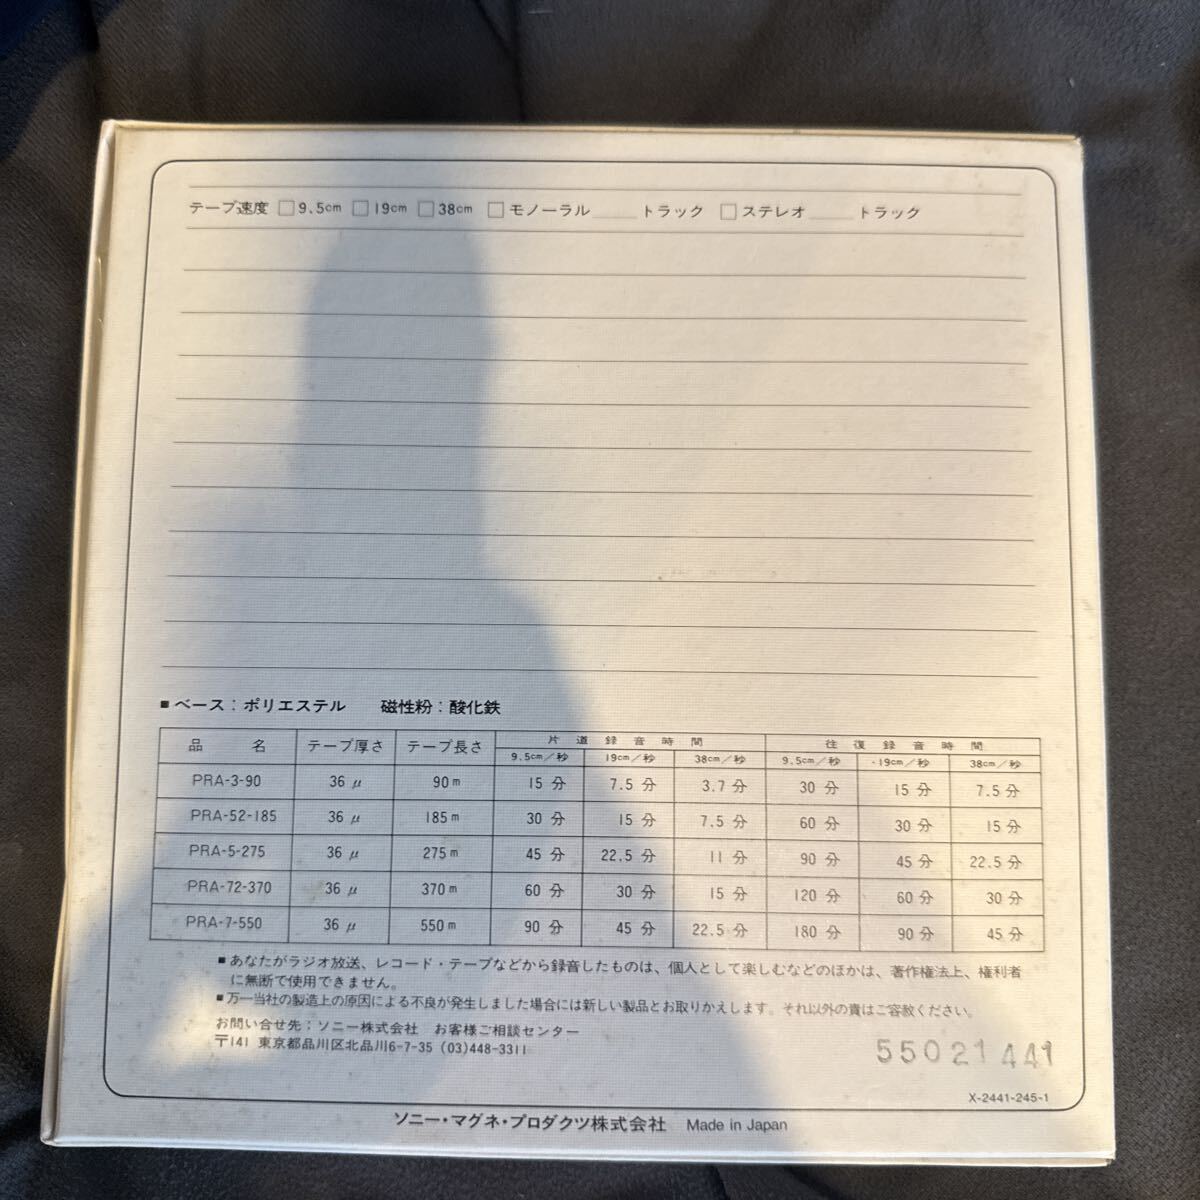 テープ速度 □9.5cm □19cm □38cm □モノーラル____トラック □ステレオ____トラック
■ベース：ポリエステル 磁性粉：酸化鉄
品名 テープ厚さ テープ長さ 片道録音時間 往復録音時間
9.5cm／秒 19cm／秒 38cm／秒 9.5cm／秒 19cm／秒 38cm／秒
PRA-3-90 36μ 90m 15分 7.5分 3.7分 30分 15分 7.5分
PRA-52-185 36μ 185m 30分 15分 7.5分 60分 30分 15分
PRA-5-275 36μ 275m 45分 22.5分 11分 90分 45分 22.5分
PRA-72-370 36μ 370m 60分 30分 15分 120分 60分 30分
PRA-7-550 36μ 550m 90分 45分 22.5分 180分 90分 45分
■あなたがラジオ放送、レコード・テープなどから録音したものは、個人として楽しむなどのほかは、著作権法上、権利者
に無断で使用できません。
■万一当社の製造上の原因による不良が発生しました場合には新しい製品とお取りかえします。それ以外の責はご容赦ください。
お問い合せ先：ソニー株式会社 お客様ご相談センター
〒141 東京都品川区北品川6-7-35 (03)448-3311
55021441
X-2441-245-1
ソニー・マグネ・プロダクツ株式会社 Made in Japan